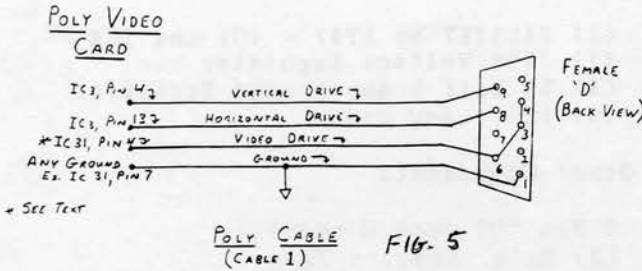 POLY VIDEO
CARD
IC3, PIN 4 VERTICAL DRIVE
IC3, PIN 13 HORIZONTAL DRIVE
*IC31, PIN 4 VIDEO DRIVE
ANY GROUND GROUND
EX. IC 31, PIN 7
* SEE TEXT
9 5
8 4
7 3
6 2
1
FEMALE
'D'
(BACK VIEW)
POLY CABLE
(CABLE 1)
FIG. 5